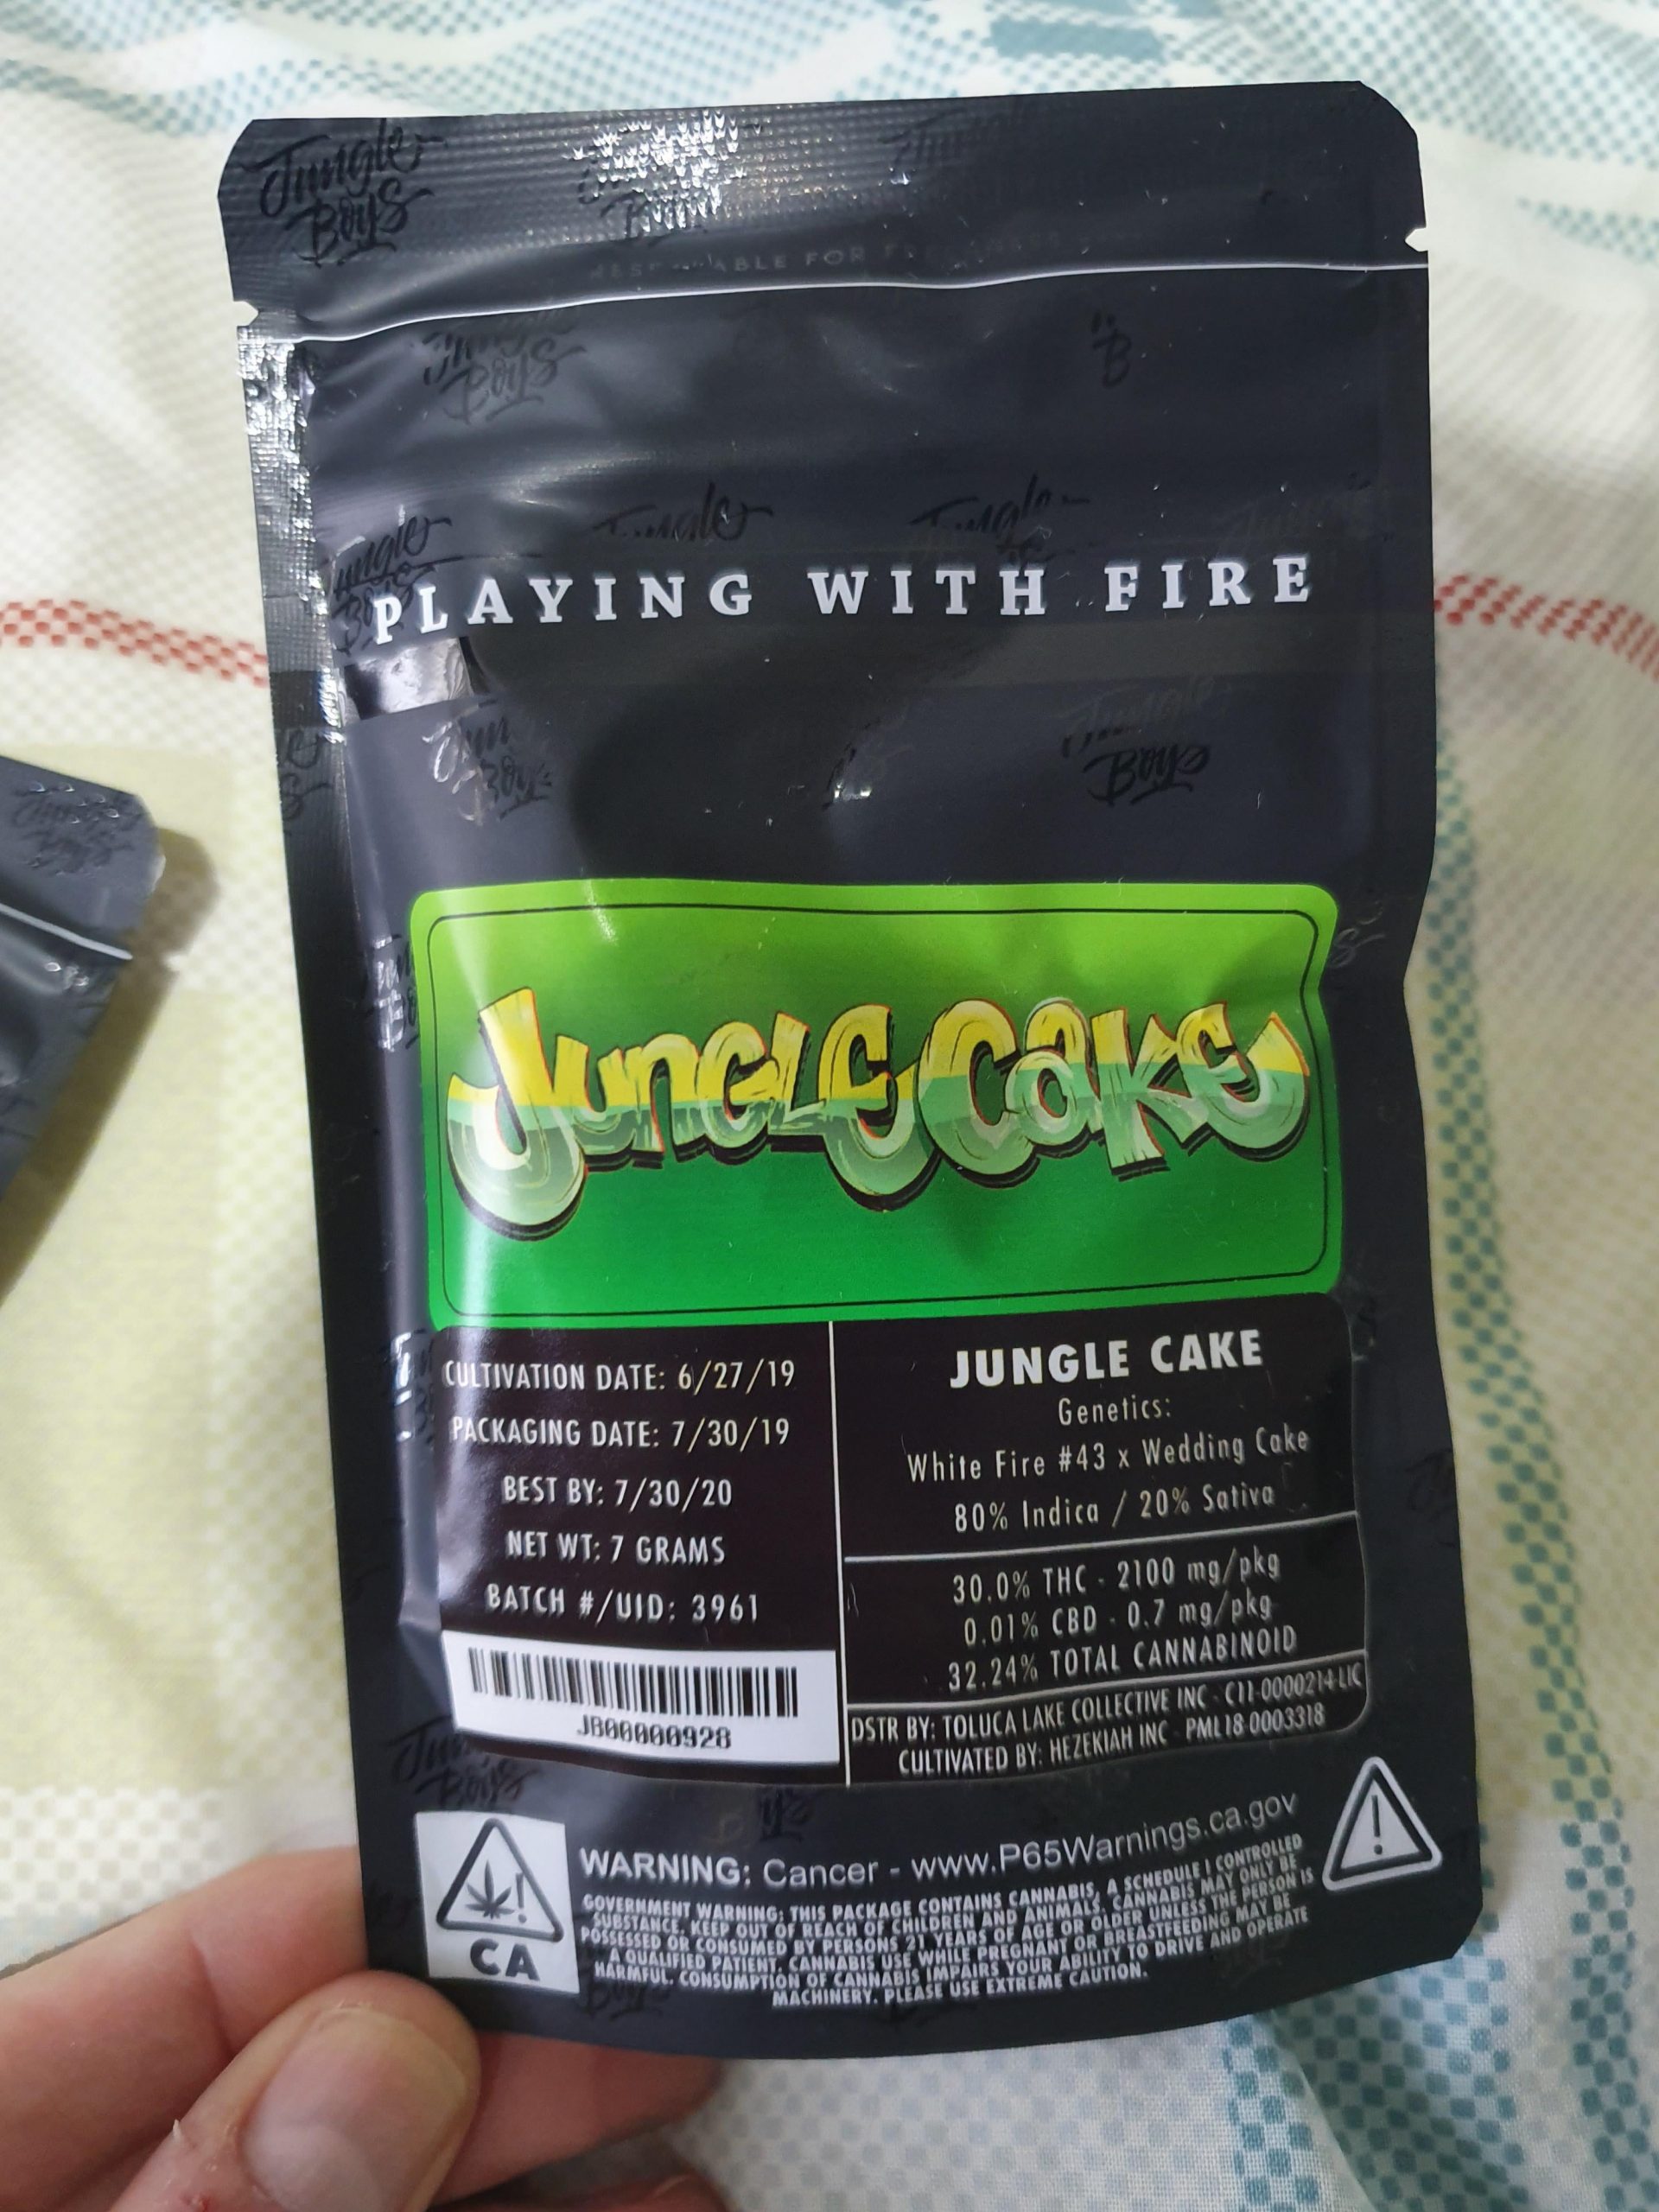 Jungle
Boys
PLAYING WITH FIRE
Jungle
Boys
JUNGLE CAKE
CULTIVATION DATE: 6/27/19
PACKAGING DATE: 7/30/19
BEST BY: 7/30/20
NET WT: 7 GRAMS
BATCH #/UID: 3961
JB00000928
JUNGLE CAKE
Genetics:
White Fire #43 x Wedding Cake
80% Indica / 20% Sativa
30.0% THC - 2100 mg/pkg
0.01% CBD - 0.7 mg/pkg
32.24% TOTAL CANNABINOID
DSTR BY: TOLUCA LAKE COLLECTIVE INC - C11-0000214-LIC
CULTIVATED BY: HEZEKIAH INC - PML18-0003318
CA
WARNING: Cancer - www.P65Warnings.ca.gov
GOVERNMENT WARNING: THIS PACKAGE CONTAINS CANNABIS, A SCHEDULE I CONTROLLED
SUBSTANCE. KEEP OUT OF REACH OF CHILDREN AND ANIMALS. CANNABIS MAY ONLY BE
POSSESSED OR CONSUMED BY PERSONS 21 YEARS OF AGE OR OLDER UNLESS THE PERSON IS
A QUALIFIED PATIENT. CANNABIS USE WHILE PREGNANT OR BREASTFEEDING MAY BE
HARMFUL. CONSUMPTION OF CANNABIS IMPAIRS YOUR ABILITY TO DRIVE AND OPERATE
MACHINERY. PLEASE USE EXTREME CAUTION.